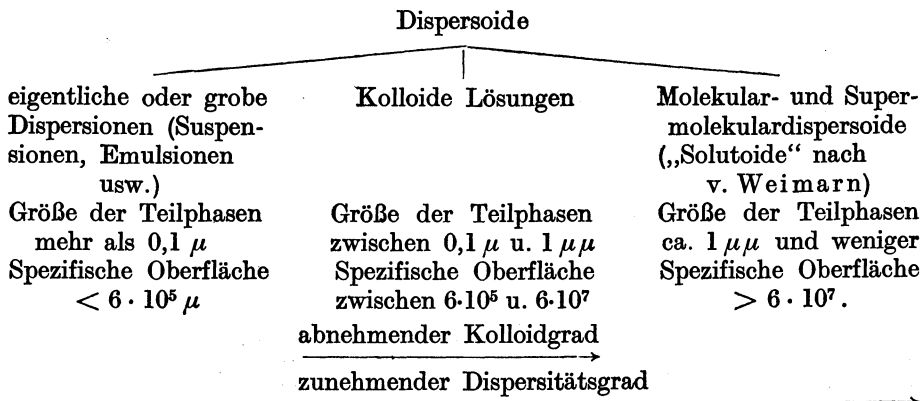 Dispersoide
eigentliche oder grobe
Dispersionen (Suspen-
sionen, Emulsionen
usw.)
Größe der Teilphasen
mehr als 0,1 μ
Spezifische Oberfläche
< 6 · 10⁵ μ
Kolloide Lösungen
Größe der Teilphasen
zwischen 0,1 μ u. 1 μμ
Spezifische Oberfläche
zwischen 6·10⁵ u. 6·10⁷
Molekular- und Super-
molekulardispersoide
(„Solutoide“ nach
v. Weimarn)
Größe der Teilphasen
ca. 1 μμ und weniger
Spezifische Oberfläche
> 6 · 10⁷.
abnehmender Kolloidgrad
zunehmender Dispersitätsgrad